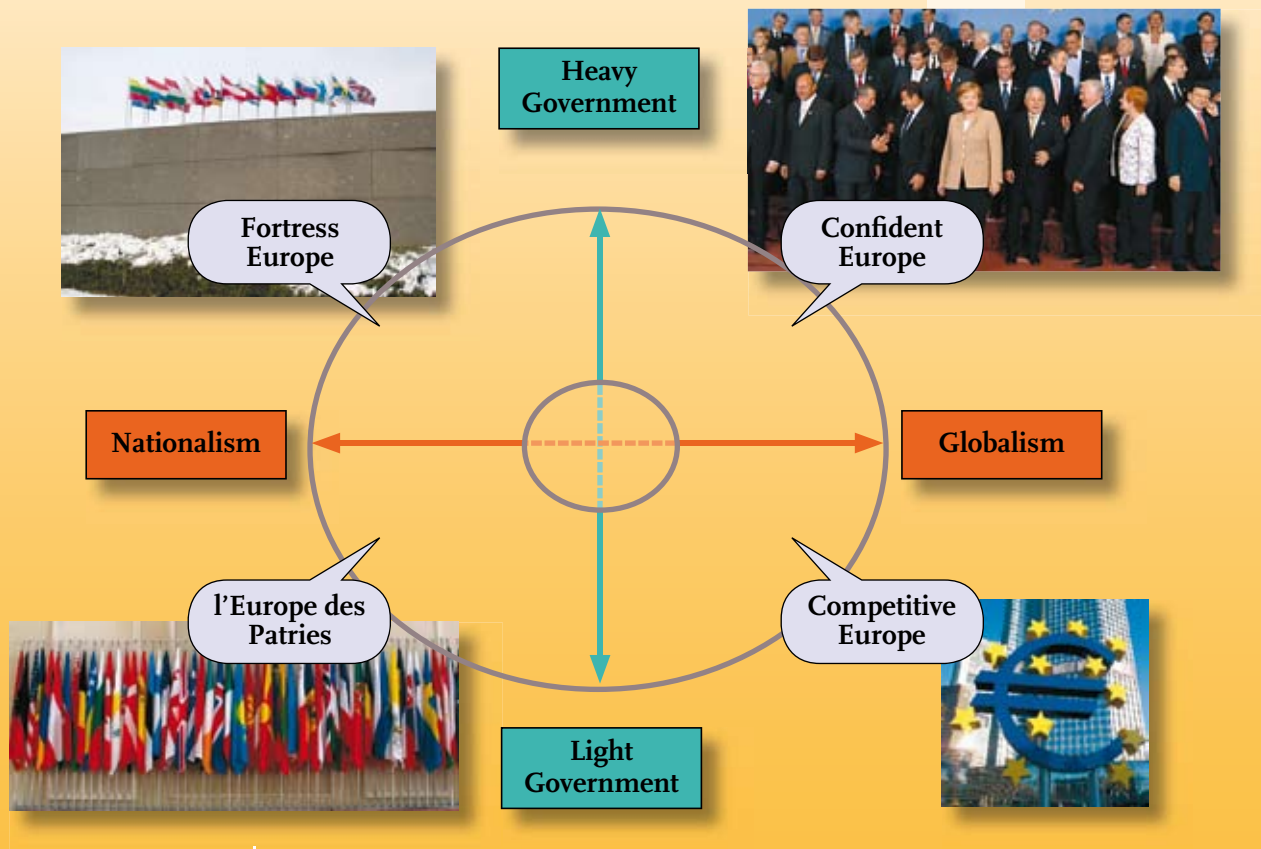 Heavy
Government
Fortress
Europe
Confident
Europe
Nationalism
Globalism
l'Europe des
Patries
Competitive
Europe
Light
Government